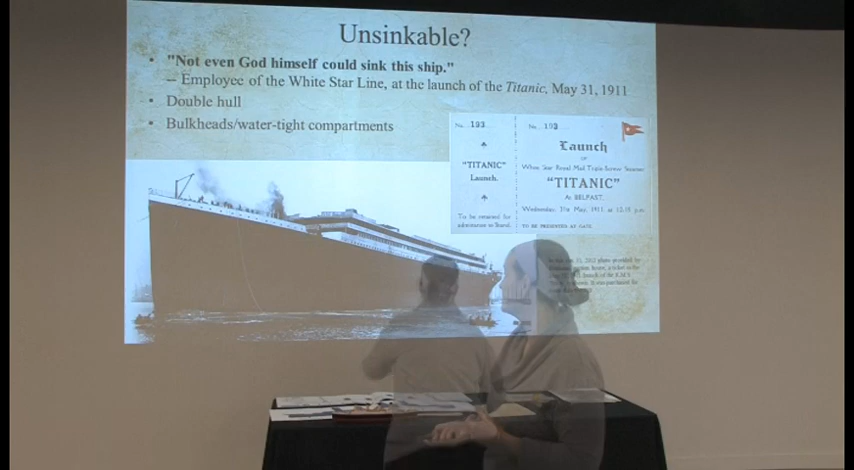 Unsinkable?
• "Not even God himself could sink this ship."
– Employee of the White Star Line, at the launch of the Titanic, May 31, 1911
• Double hull
• Bulkheads/water-tight compartments
No. 193
"TITANIC"
Launch.
To be retained for
admittance to Stand.
No. 193
Launch
OF
White Star Royal Mail Triple-Screw Steamer
"TITANIC"
At BELFAST,
Wednesday, 31st May, 1911, at 12.15 p.m.
TO BE PRESENTED AT GATE